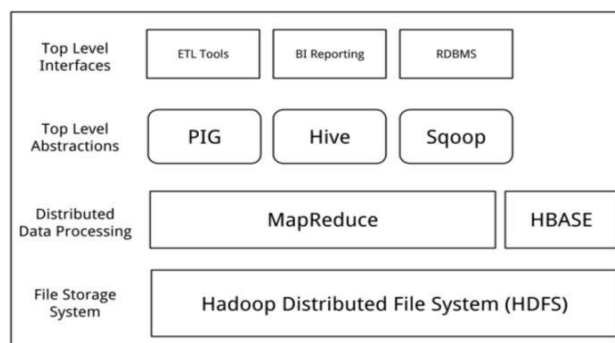 Top Level
Interfaces
ETL Tools
BI Reporting
RDBMS
Top Level
Abstractions
PIG
Hive
Sqoop
Distributed
Data Processing
MapReduce
HBASE
File Storage
System
Hadoop Distributed File System (HDFS)